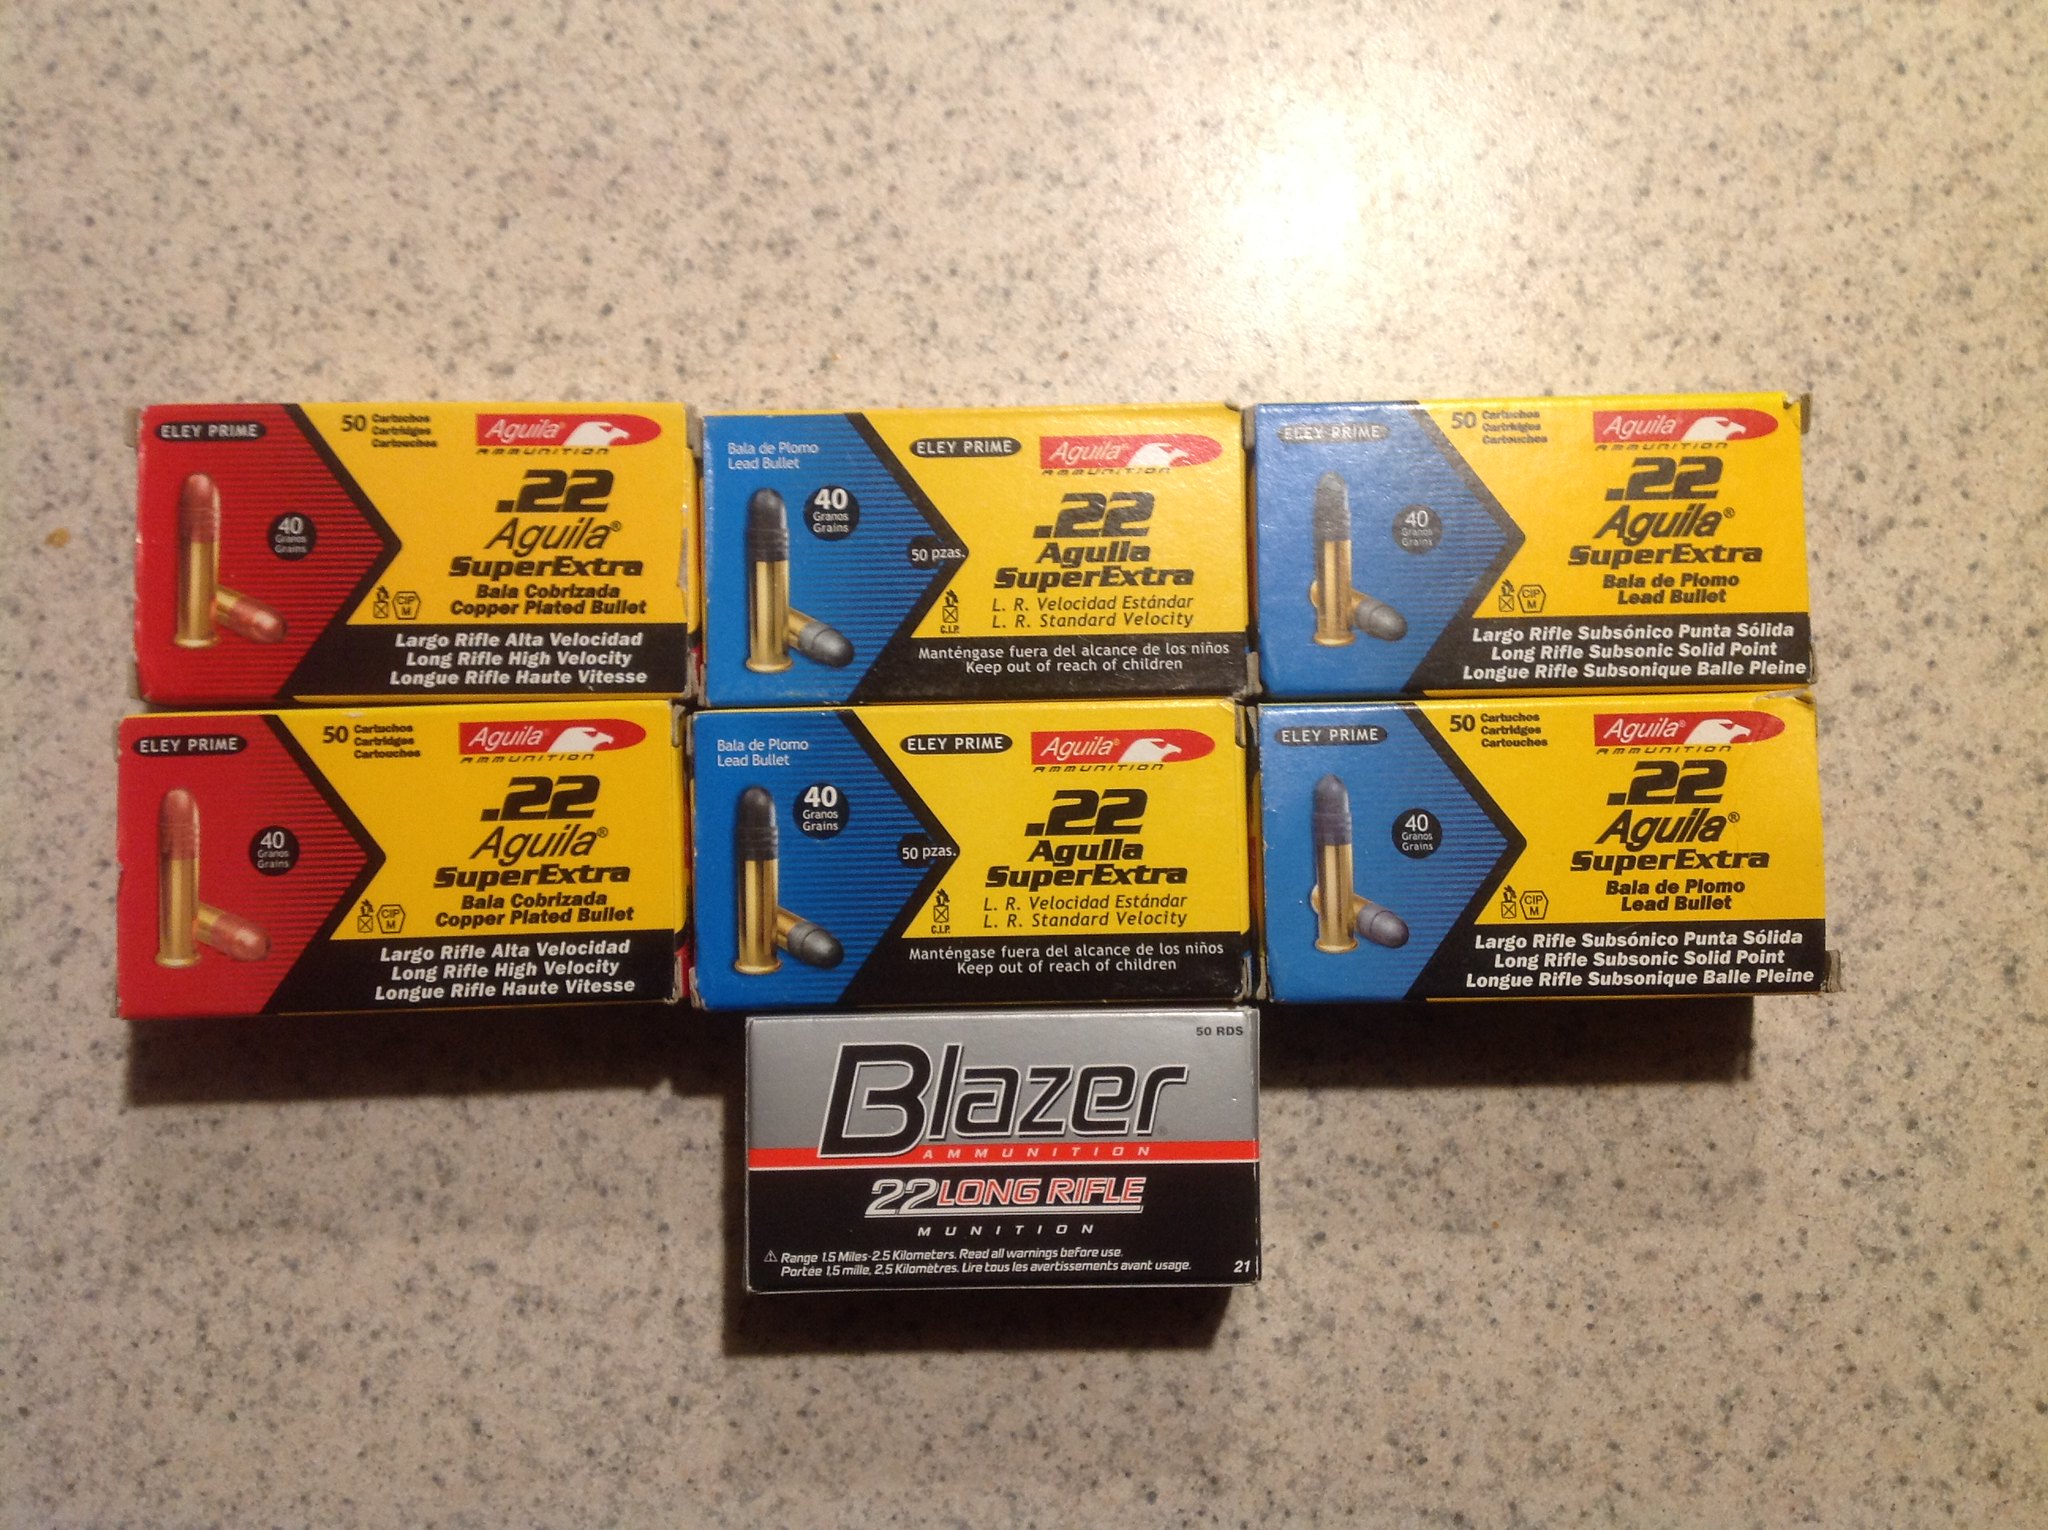 ELEY PRIME
50 Cartuchos
Cartridges
Cartouches
Aguila®
AMMUNITION
40
Granos
Grains
.22
Aguila®
SuperExtra
Bala Cobrizada
Copper Plated Bullet
CIP
M
Largo Rifle Alta Velocidad
Long Rifle High Velocity
Longue Rifle Haute Vitesse
Bala de Plomo
Lead Bullet
ELEY PRIME
Aguila®
AMMUNITION
40
Granos
Grains
50 pzas.
.22
Aguila
SuperExtra
L. R. Velocidad Estándar
L. R. Standard Velocity
C.I.P.
Manténgase fuera del alcance de los niños
Keep out of reach of children
ELEY PRIME
50 Cartuchos
Cartridges
Cartouches
Aguila®
AMMUNITION
40
Granos
Grains
.22
Aguila®
SuperExtra
Bala de Plomo
Lead Bullet
CIP
M
Largo Rifle Subsónico Punta Sólida
Long Rifle Subsonic Solid Point
Longue Rifle Subsonique Balle Pleine
ELEY PRIME
50 Cartuchos
Cartridges
Cartouches
Aguila®
AMMUNITION
40
Granos
Grains
.22
Aguila®
SuperExtra
Bala Cobrizada
Copper Plated Bullet
CIP
M
Largo Rifle Alta Velocidad
Long Rifle High Velocity
Longue Rifle Haute Vitesse
Bala de Plomo
Lead Bullet
ELEY PRIME
Aguila®
AMMUNITION
40
Granos
Grains
50 pzas.
.22
Aguila
SuperExtra
L. R. Velocidad Estándar
L. R. Standard Velocity
C.I.P.
Manténgase fuera del alcance de los niños
Keep out of reach of children
ELEY PRIME
50 Cartuchos
Cartridges
Cartouches
Aguila®
AMMUNITION
40
Granos
Grains
.22
Aguila®
SuperExtra
Bala de Plomo
Lead Bullet
CIP
M
Largo Rifle Subsónico Punta Sólida
Long Rifle Subsonic Solid Point
Longue Rifle Subsonique Balle Pleine
50 RDS
Blazer
AMMUNITION
22 LONG RIFLE
MUNITION
Range 1.5 Miles-2.5 Kilometers. Read all warnings before use.
Portée 1,5 mille, 2,5 Kilomètres. Lire tous les avertissements avant usage.
21